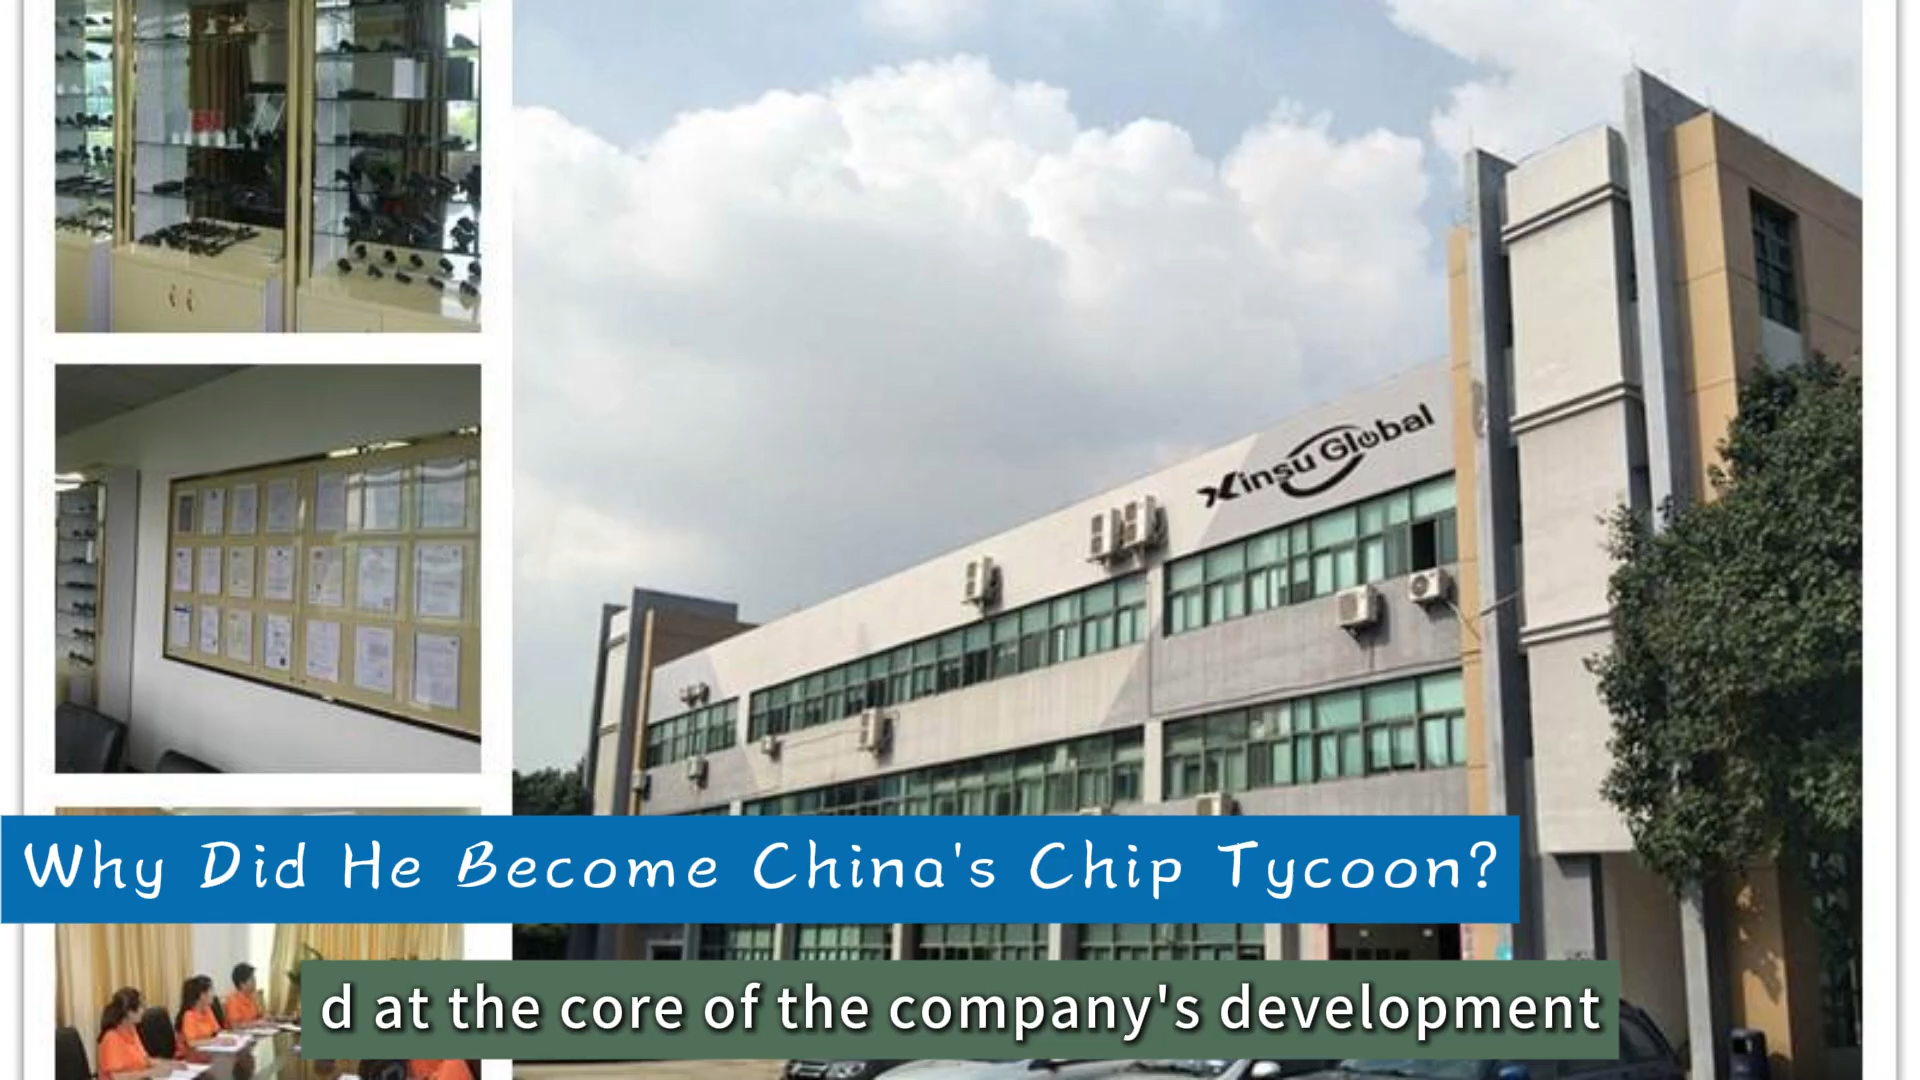 Xinsu Global
Why Did He Become China's Chip Tycoon?
d at the core of the company's development